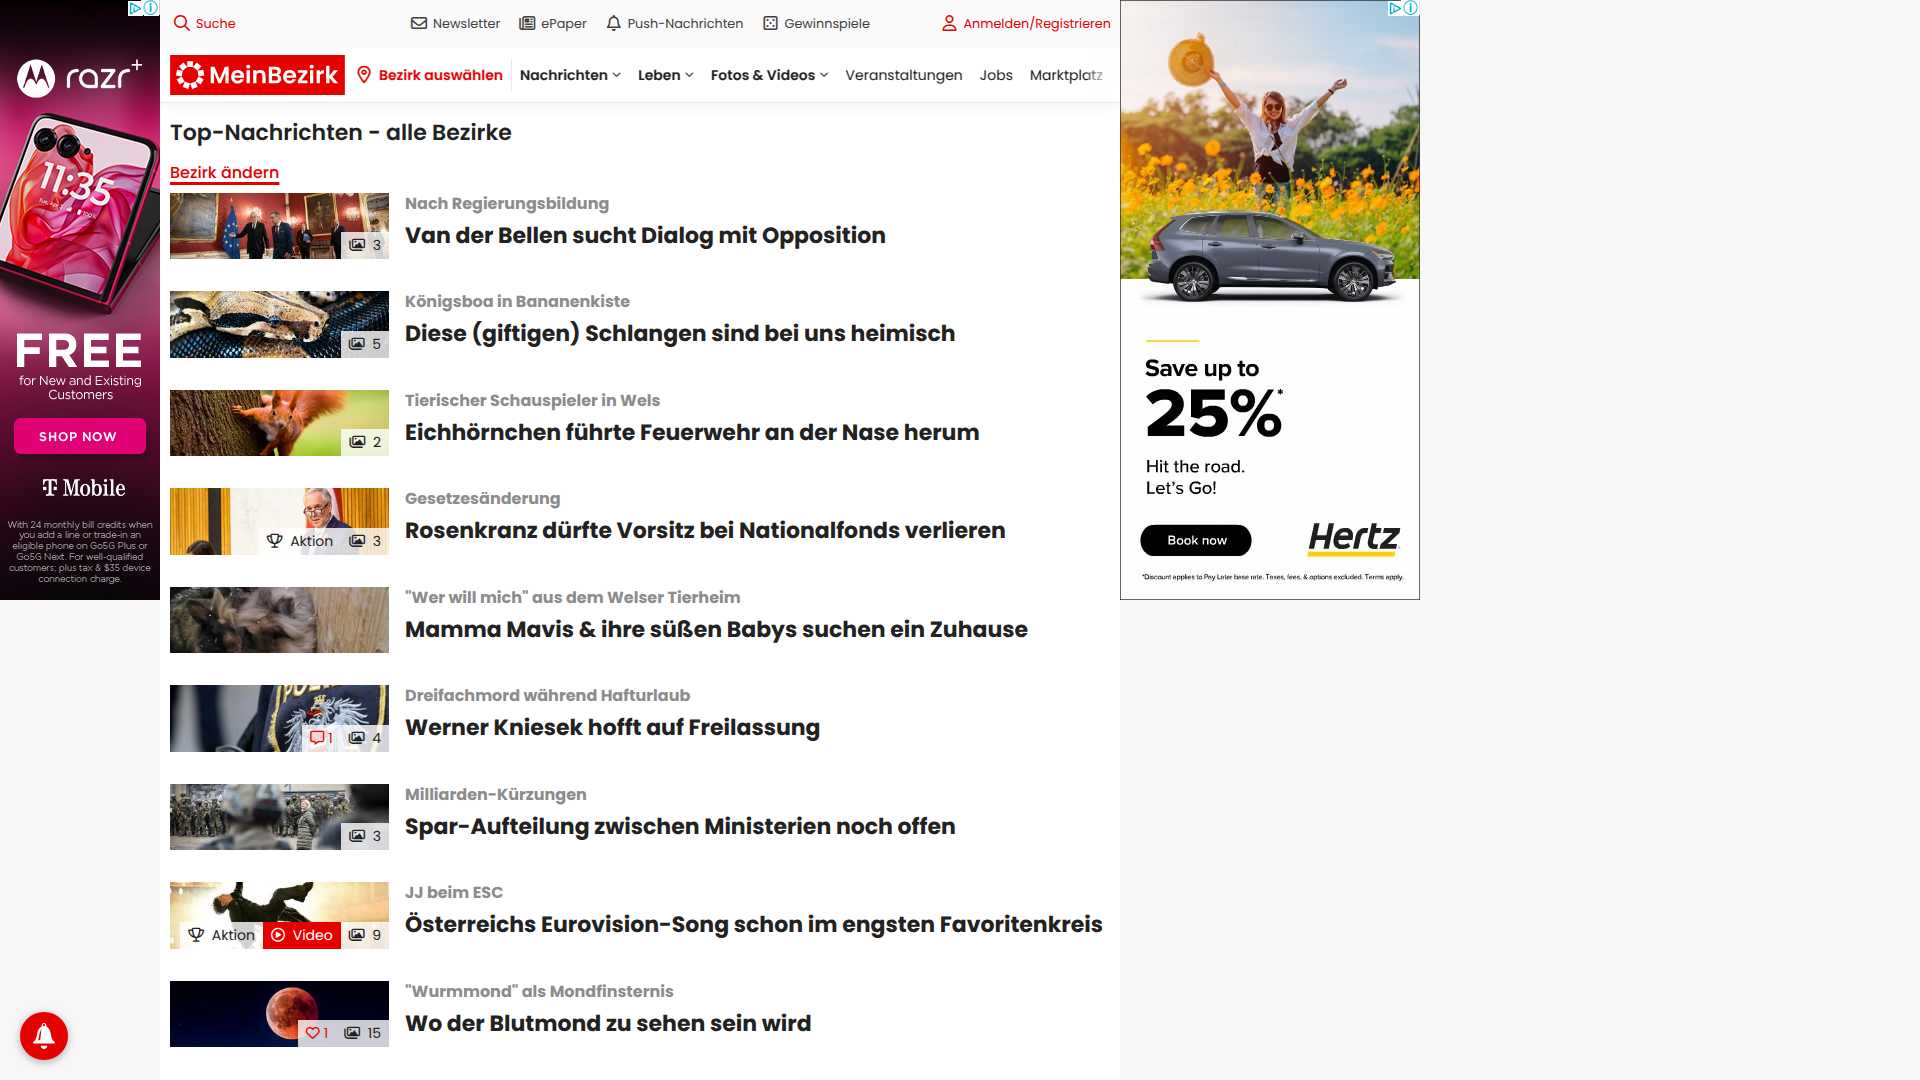 Suche
Newsletter
ePaper
Push-Nachrichten
Gewinnspiele
Anmelden/Registrieren
MeinBezirk
Bezirk auswählen
Nachrichten
Leben
Fotos & Videos
Veranstaltungen
Jobs
Marktplatz
Top-Nachrichten - alle Bezirke
Bezirk ändern
3
Nach Regierungsbildung
Van der Bellen sucht Dialog mit Opposition
5
Königsboa in Bananenkiste
Diese (giftigen) Schlangen sind bei uns heimisch
2
Tierischer Schauspieler in Wels
Eichhörnchen führte Feuerwehr an der Nase herum
Aktion 3
Gesetzesänderung
Rosenkranz dürfte Vorsitz bei Nationalfonds verlieren
"Wer will mich" aus dem Welser Tierheim
Mamma Mavis & ihre süßen Babys suchen ein Zuhause
POLIZ
1 4
Dreifachmord während Hafturlaub
Werner Kniesek hofft auf Freilassung
3
Milliarden-Kürzungen
Spar-Aufteilung zwischen Ministerien noch offen
Aktion Video 9
JJ beim ESC
Österreichs Eurovision-Song schon im engsten Favoritenkreis
1 15
"Wurmmond" als Mondfinsternis
Wo der Blutmond zu sehen sein wird
razr+
11:35
FREE
for New and Existing
Customers
SHOP NOW
T Mobile
With 24 monthly bill credits when
you add a line or trade-in an
eligible phone on Go5G Plus or
Go5G Next. For well-qualified
customers; plus tax & $35 device
connection charge.
Save up to
25%*
Hit the road.
Let's Go!
Book now
Hertz
*Discount applies to Pay Later base rate. Taxes, fees, & options excluded. Terms apply.